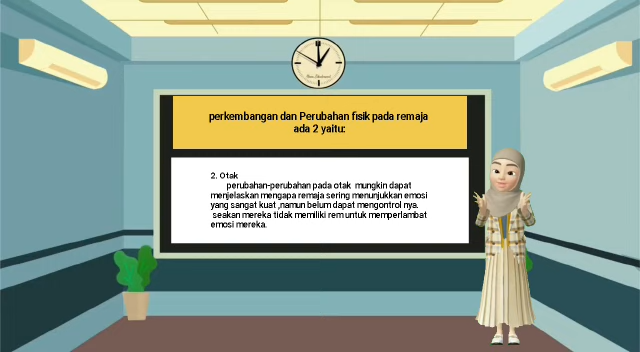 perkembangan dan Perubahan fisik pada remaja
ada 2 yaitu:
2. Otak
perubahan-perubahan pada otak mungkin dapat
menjelaskan mengapa remaja sering menunjukkan emosi
yang sangat kuat ,namun belum dapat mengontrol nya.
seakan mereka tidak memiliki rem untuk memperlambat
emosi mereka.